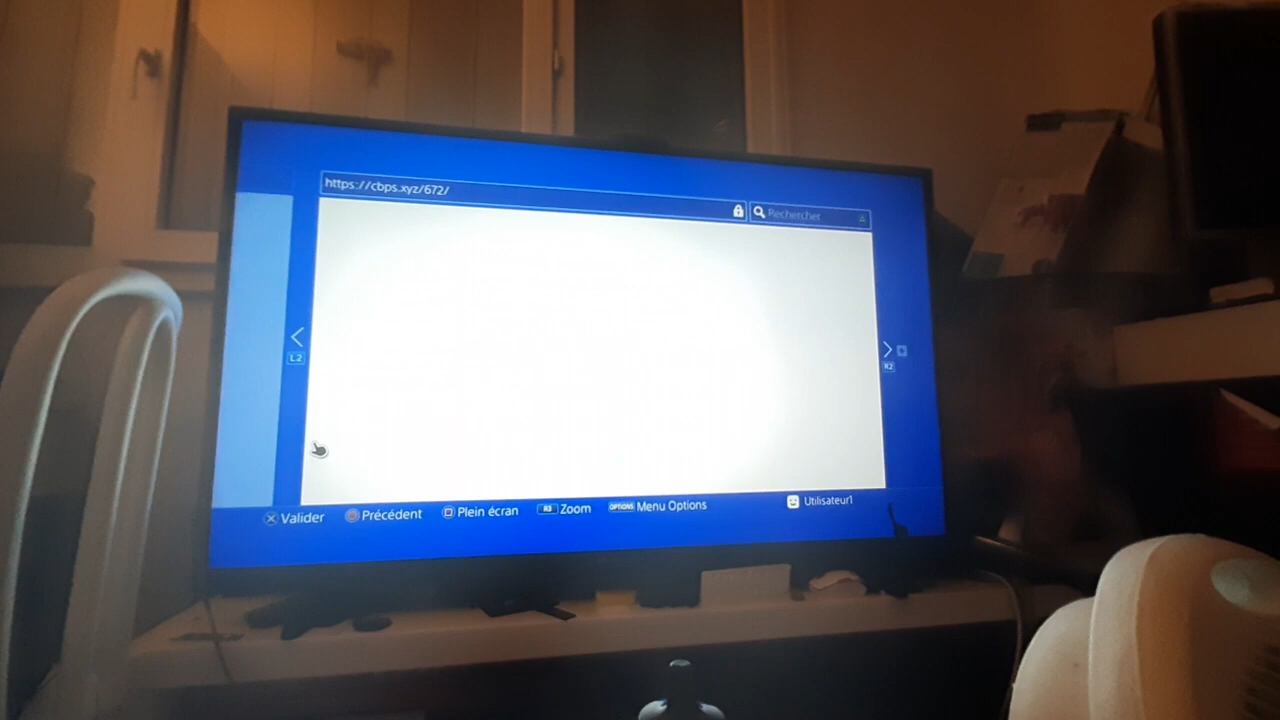 https://cbps.xyz/672/
Rechercher
L2
R2
Valider
Précédent
Plein écran
R3 Zoom
OPTIONS Menu Options
Utilisateur1